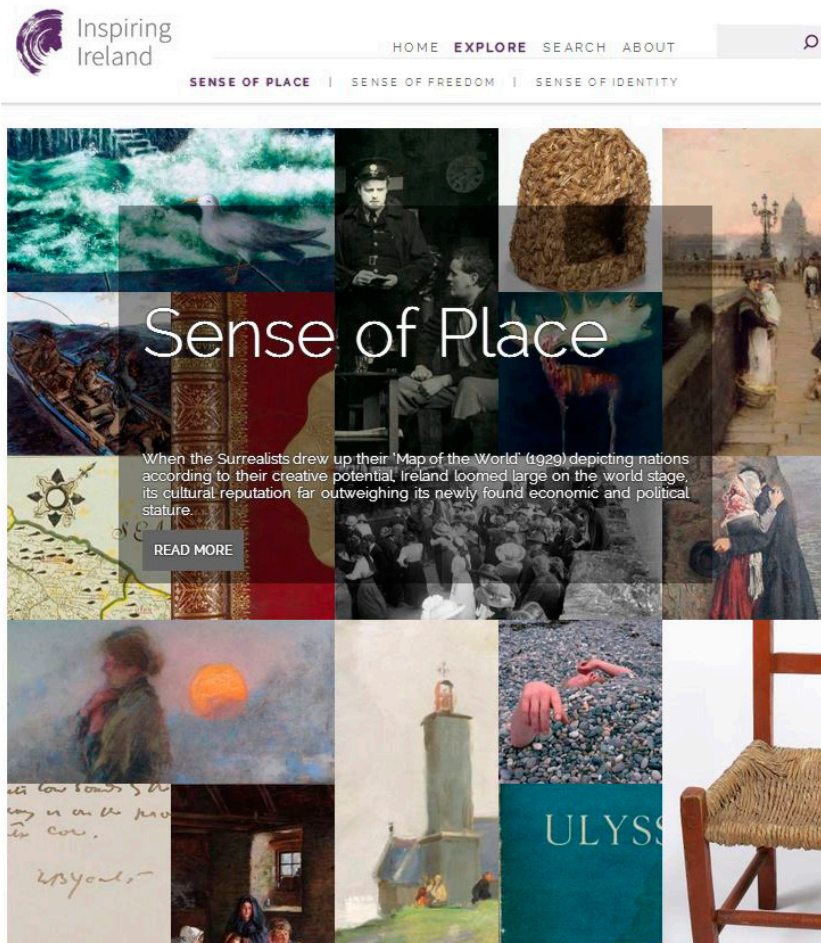 Inspiring
Ireland
HOME EXPLORE SEARCH ABOUT
SENSE OF PLACE | SENSE OF FREEDOM | SENSE OF IDENTITY
Sense of Place
When the Surrealists drew up their 'Map of the World' (1929) depicting nations
according to their creative potential, Ireland loomed large on the world stage,
its cultural reputation far outweighing its newly found economic and political
stature.
READ MORE
SEA
WBYeats
ULYSS